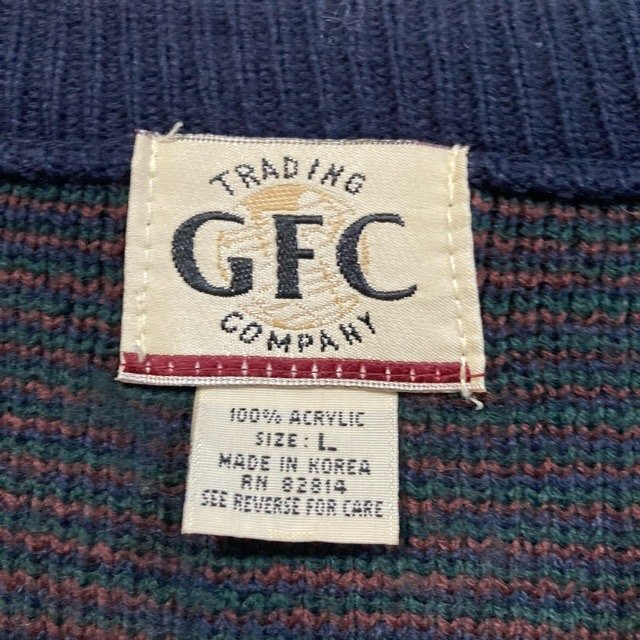 TRADING
GFC
COMPANY
100% ACRYLIC
SIZE: L
MADE IN KOREA
RN 82814
SEE REVERSE FOR CARE